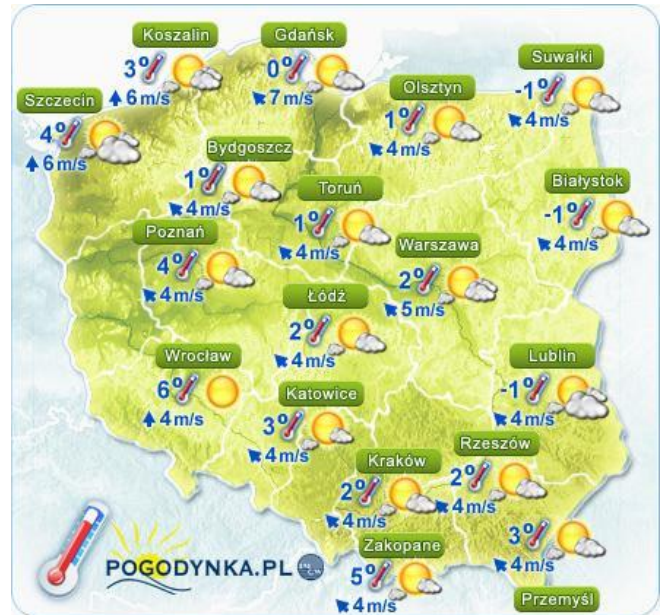 Koszalin
3°
6 m/s
Gdańsk
0°
7 m/s
Suwałki
-1°
4 m/s
Szczecin
4°
6 m/s
Olsztyn
1°
4 m/s
Bydgoszcz
1°
4 m/s
Toruń
1°
4 m/s
Białystok
-1°
4 m/s
Poznań
4°
4 m/s
Warszawa
2°
5 m/s
Łódź
2°
4 m/s
Wrocław
6°
4 m/s
Katowice
3°
4 m/s
Lublin
-1°
4 m/s
Kraków
2°
4 m/s
Rzeszów
2°
4 m/s
Zakopane
5°
4 m/s
3°
4 m/s
Przemyśl
POGODYNKA.PL